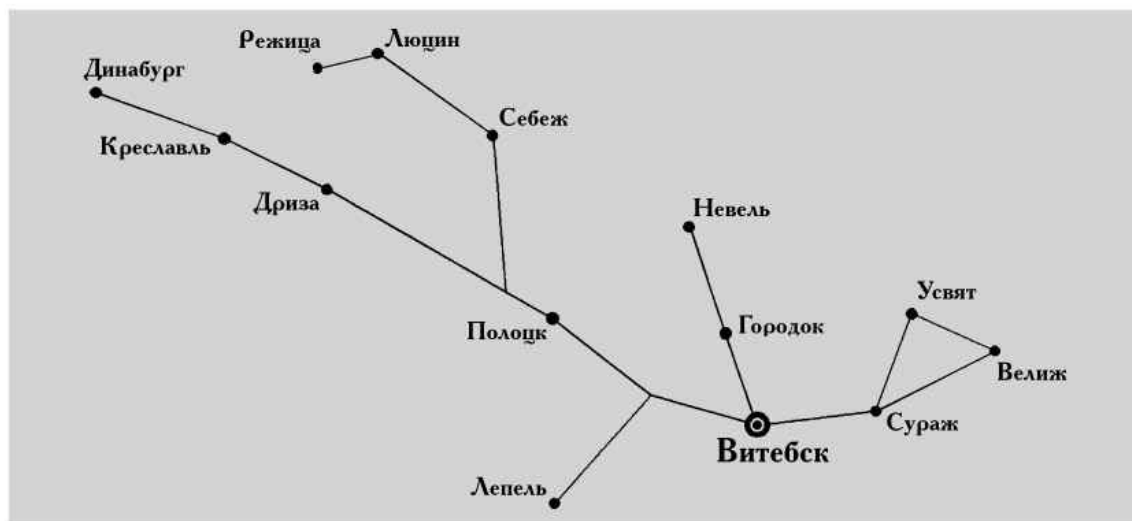 Режица
Люцин
Динабург
Себеж
Креславль
Дриза
Невель
Усвят
Полоцк
Городок
Велиж
Сураж
Витебск
Лепель